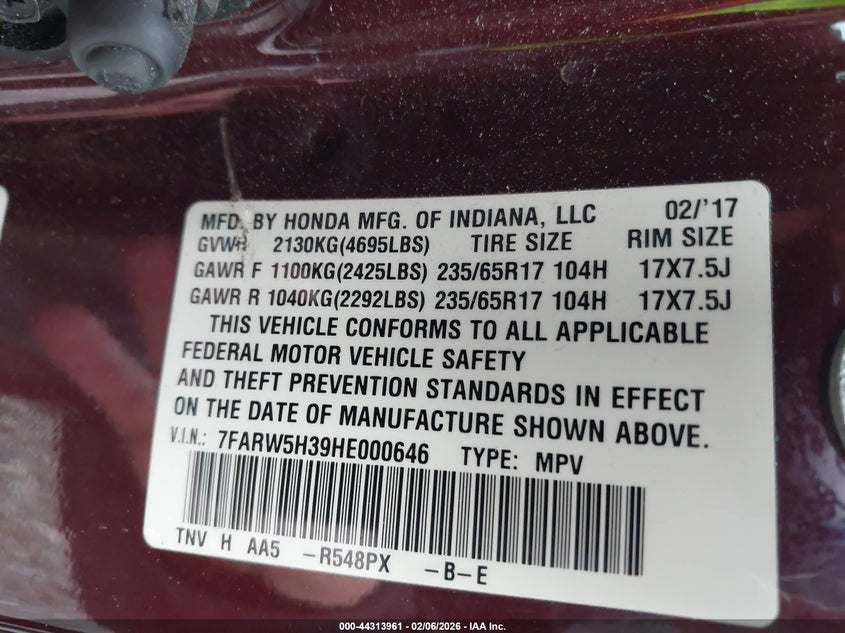 MFD. BY HONDA MFG. OF INDIANA, LLC 02/'17
GVWR 2130KG(4695LBS) TIRE SIZE RIM SIZE
GAWR F 1100KG(2425LBS) 235/65R17 104H 17X7.5J
GAWR R 1040KG(2292LBS) 235/65R17 104H 17X7.5J
THIS VEHICLE CONFORMS TO ALL APPLICABLE
FEDERAL MOTOR VEHICLE SAFETY
AND THEFT PREVENTION STANDARDS IN EFFECT
ON THE DATE OF MANUFACTURE SHOWN ABOVE.
V.I.N.: 7FARW5H39HE000646 TYPE: MPV
TNV H AA5 -R548PX -B-E
000-44313961 - 02/06/2026 - IAA Inc.